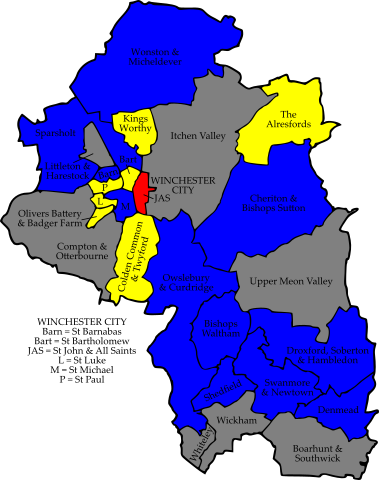 Wonston &
Micheldever
Kings
Worthy
The
Alresfords
Itchen Valley
Sparsholt
Bart
Littleton &
Harestock
P
L
M
WINCHESTER
CITY
JAS
Cheriton &
Bishops Sutton
Olivers Battery
& Badger Farm
Compton &
Otterbourne
Colden Common
& Twyford
Owslebury
& Curdridge
Upper Meon Valley
WINCHESTER CITY
Barn = St Barnabas
Bart = St Bartholomew
JAS = St John & All Saints
L = St Luke
M = St Michael
P = St Paul
Bishops
Waltham
Droxford, Soberton
& Hambledon
Shedfield
Swanmore
& Newtown
Denmead
Wickham
Whiteley
Boarhunt &
Southwick